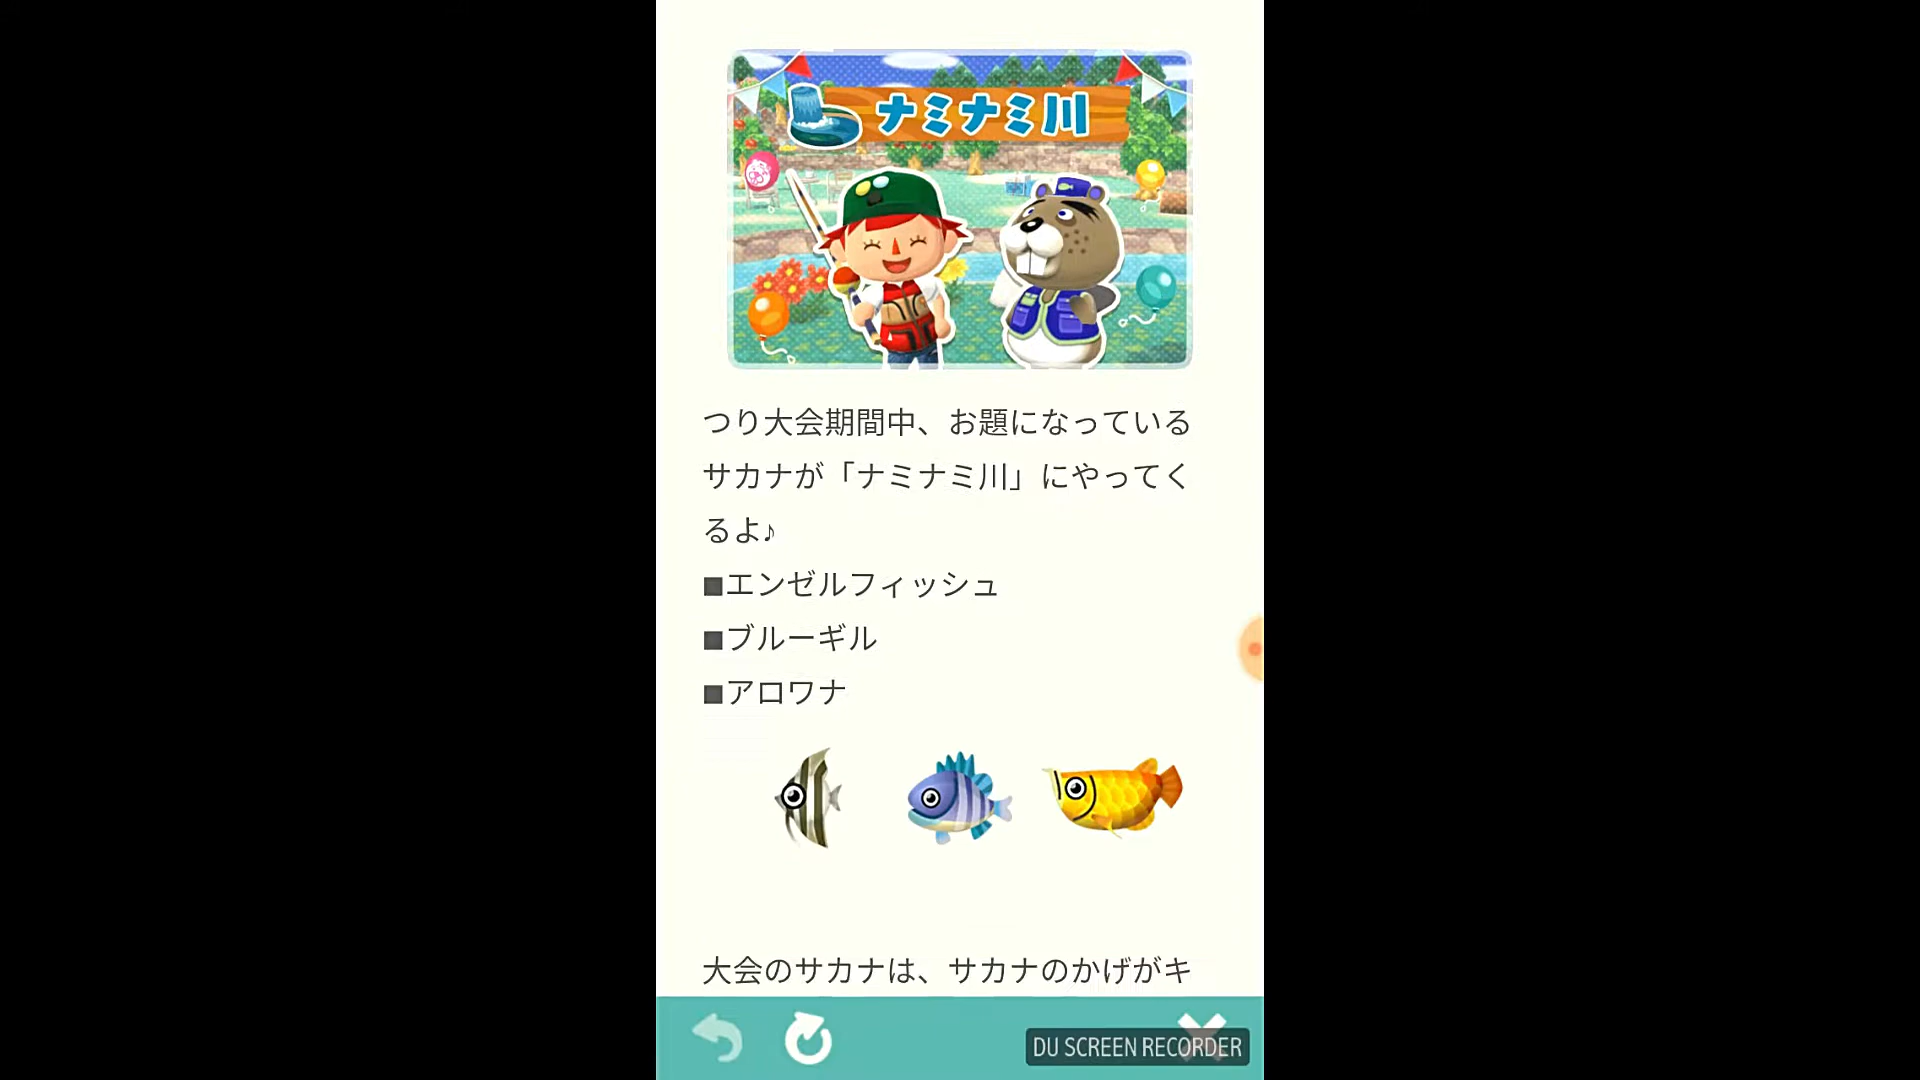 ナミナミ川
つり大会期間中、お題になっている
サカナが「ナミナミ川」にやってく
るよ♪
■エンゼルフィッシュ
■ブルーギル
■アロワナ
大会のサカナは、サカナのかげがキ
DU SCREEN RECORDER